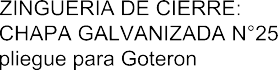 ZINGUERIA DE CIERRE:
CHAPA GALVANIZADA N°25
pliegue para Goteron